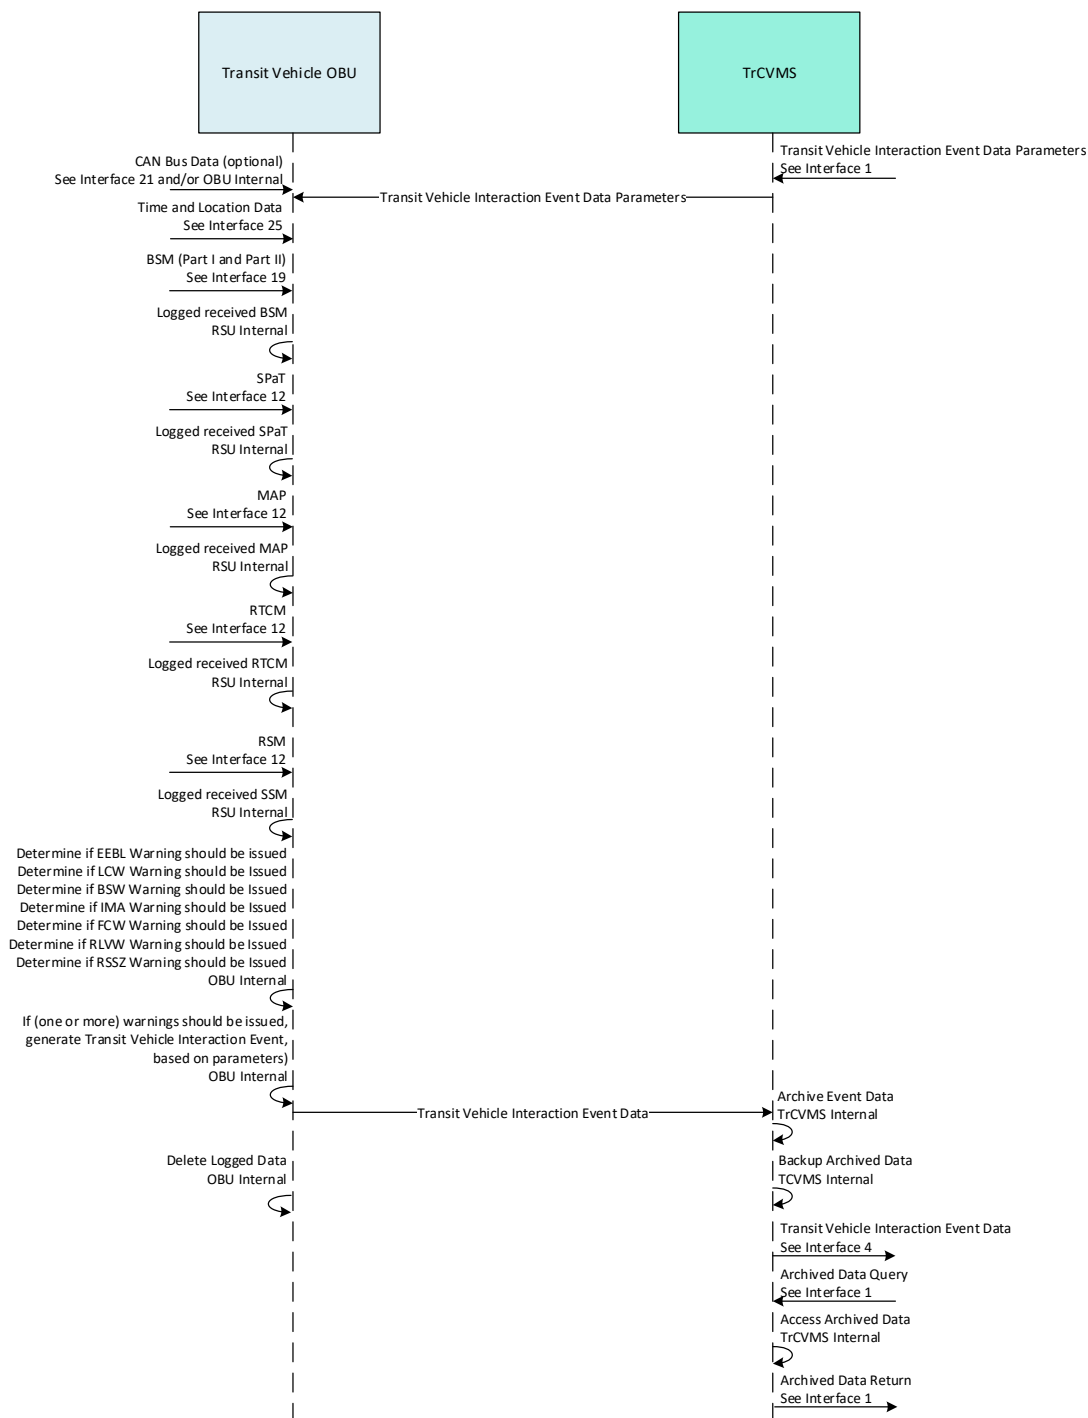 Transit Vehicle OBU
TrCVMS
CAN Bus Data (optional)
See Interface 21 and/or OBU Internal
Transit Vehicle Interaction Event Data Parameters
See Interface 1
Transit Vehicle Interaction Event Data Parameters
Time and Location Data
See Interface 25
BSM (Part I and Part II)
See Interface 19
Logged received BSM
RSU Internal
SPaT
See Interface 12
Logged received SPaT
RSU Internal
MAP
See Interface 12
Logged received MAP
RSU Internal
RTCM
See Interface 12
Logged received RTCM
RSU Internal
RSM
See Interface 12
Logged received SSM
RSU Internal
Determine if EEBL Warning should be issued
Determine if LCW Warning should be Issued
Determine if BSW Warning should be Issued
Determine if IMA Warning should be Issued
Determine if FCW Warning should be Issued
Determine if RLVW Warning should be Issued
Determine if RSSZ Warning should be Issued
OBU Internal
If (one or more) warnings should be issued,
generate Transit Vehicle Interaction Event,
based on parameters)
OBU Internal
Transit Vehicle Interaction Event Data
Archive Event Data
TrCVMS Internal
Delete Logged Data
OBU Internal
Backup Archived Data
TCVMS Internal
Transit Vehicle Interaction Event Data
See Interface 4
Archived Data Query
See Interface 1
Access Archived Data
TrCVMS Internal
Archived Data Return
See Interface 1